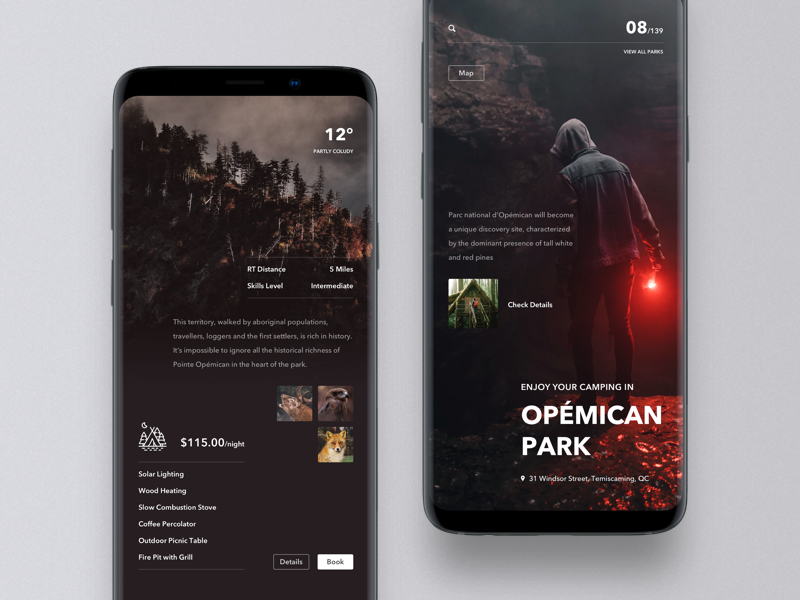 12°
PARTLY COLUDY
RT Distance 5 Miles
Skills Level Intermediate
This territory, walked by aboriginal populations,
travellers, loggers and the first settlers, is rich in history.
It's impossible to ignore all the historical richness of
Pointe Opémican in the heart of the park.
$115.00/night
Solar Lighting
Wood Heating
Slow Combustion Stove
Coffee Percolator
Outdoor Picnic Table
Fire Pit with Grill
Details Book
08/139
VIEW ALL PARKS
Map
Parc national d'Opémican will become
a unique discovery site, characterized
by the dominant presence of tall white
and red pines
Check Details
ENJOY YOUR CAMPING IN
OPÉMICAN
PARK
31 Windsor Street, Temiscaming, QC